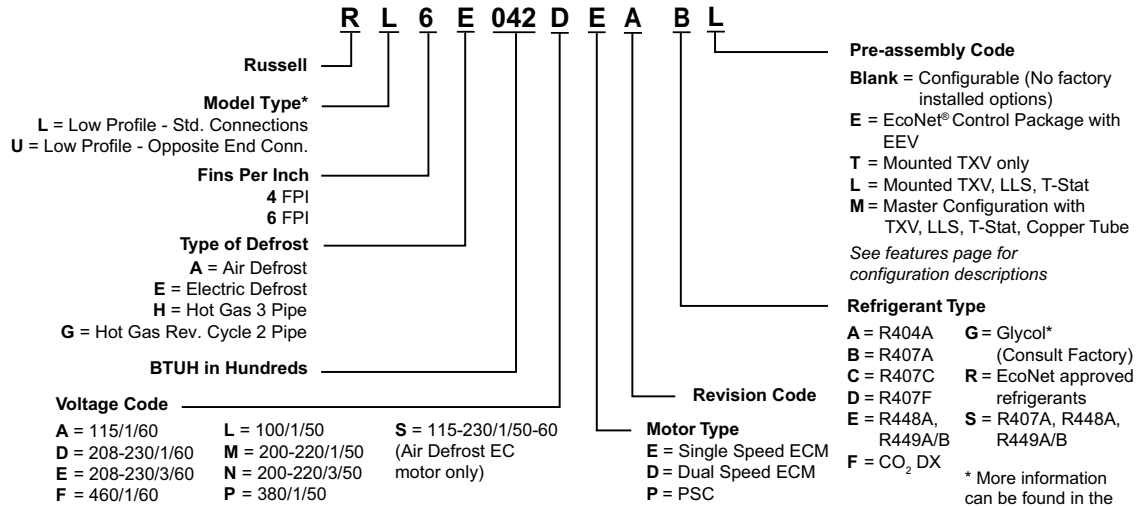 R L 6 E 042 D E A B L
Russell
Model Type*
L = Low Profile - Std. Connections
U = Low Profile - Opposite End Conn.
Fins Per Inch
4 FPI
6 FPI
Type of Defrost
A = Air Defrost
E = Electric Defrost
H = Hot Gas 3 Pipe
G = Hot Gas Rev. Cycle 2 Pipe
BTUH in Hundreds
Voltage Code
A = 115/1/60
D = 208-230/1/60
E = 208-230/3/60
F = 460/1/60
L = 100/1/50
M = 200-220/1/50
N = 200-220/3/50
P = 380/1/50
S = 115-230/1/50-60
(Air Defrost EC
motor only)
Motor Type
E = Single Speed ECM
D = Dual Speed ECM
P = PSC
Revision Code
Refrigerant Type
A = R404A
B = R407A
C = R407C
D = R407F
E = R448A,
R449A/B
F = CO2 DX
G = Glycol*
(Consult Factory)
R = EcoNet approved
refrigerants
S = R407A, R448A,
R449A/B
* More information
can be found in the
Pre-assembly Code
Blank = Configurable (No factory
installed options)
E = EcoNet® Control Package with
EEV
T = Mounted TXV only
L = Mounted TXV, LLS, T-Stat
M = Master Configuration with
TXV, LLS, T-Stat, Copper Tube
See features page for
configuration descriptions